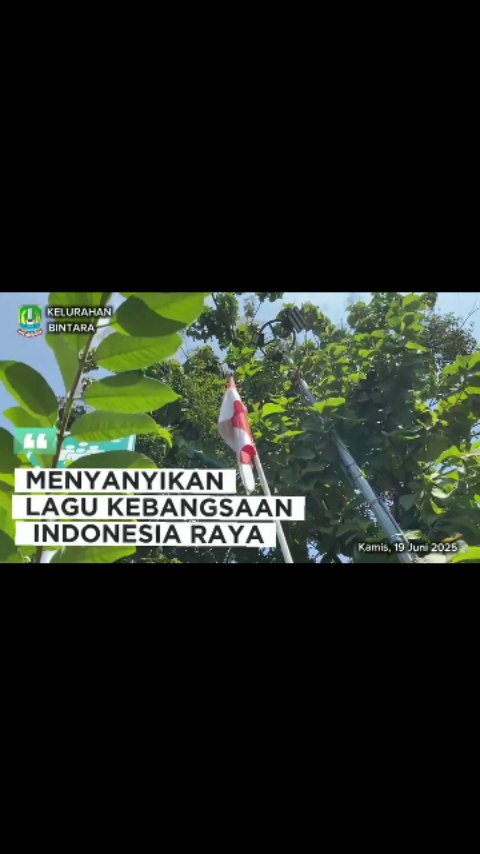 KELURAHAN
BINTARA
MENYANYIKAN
LAGU KEBANGSAAN
INDONESIA RAYA
Kamis, 19 Juni 2025